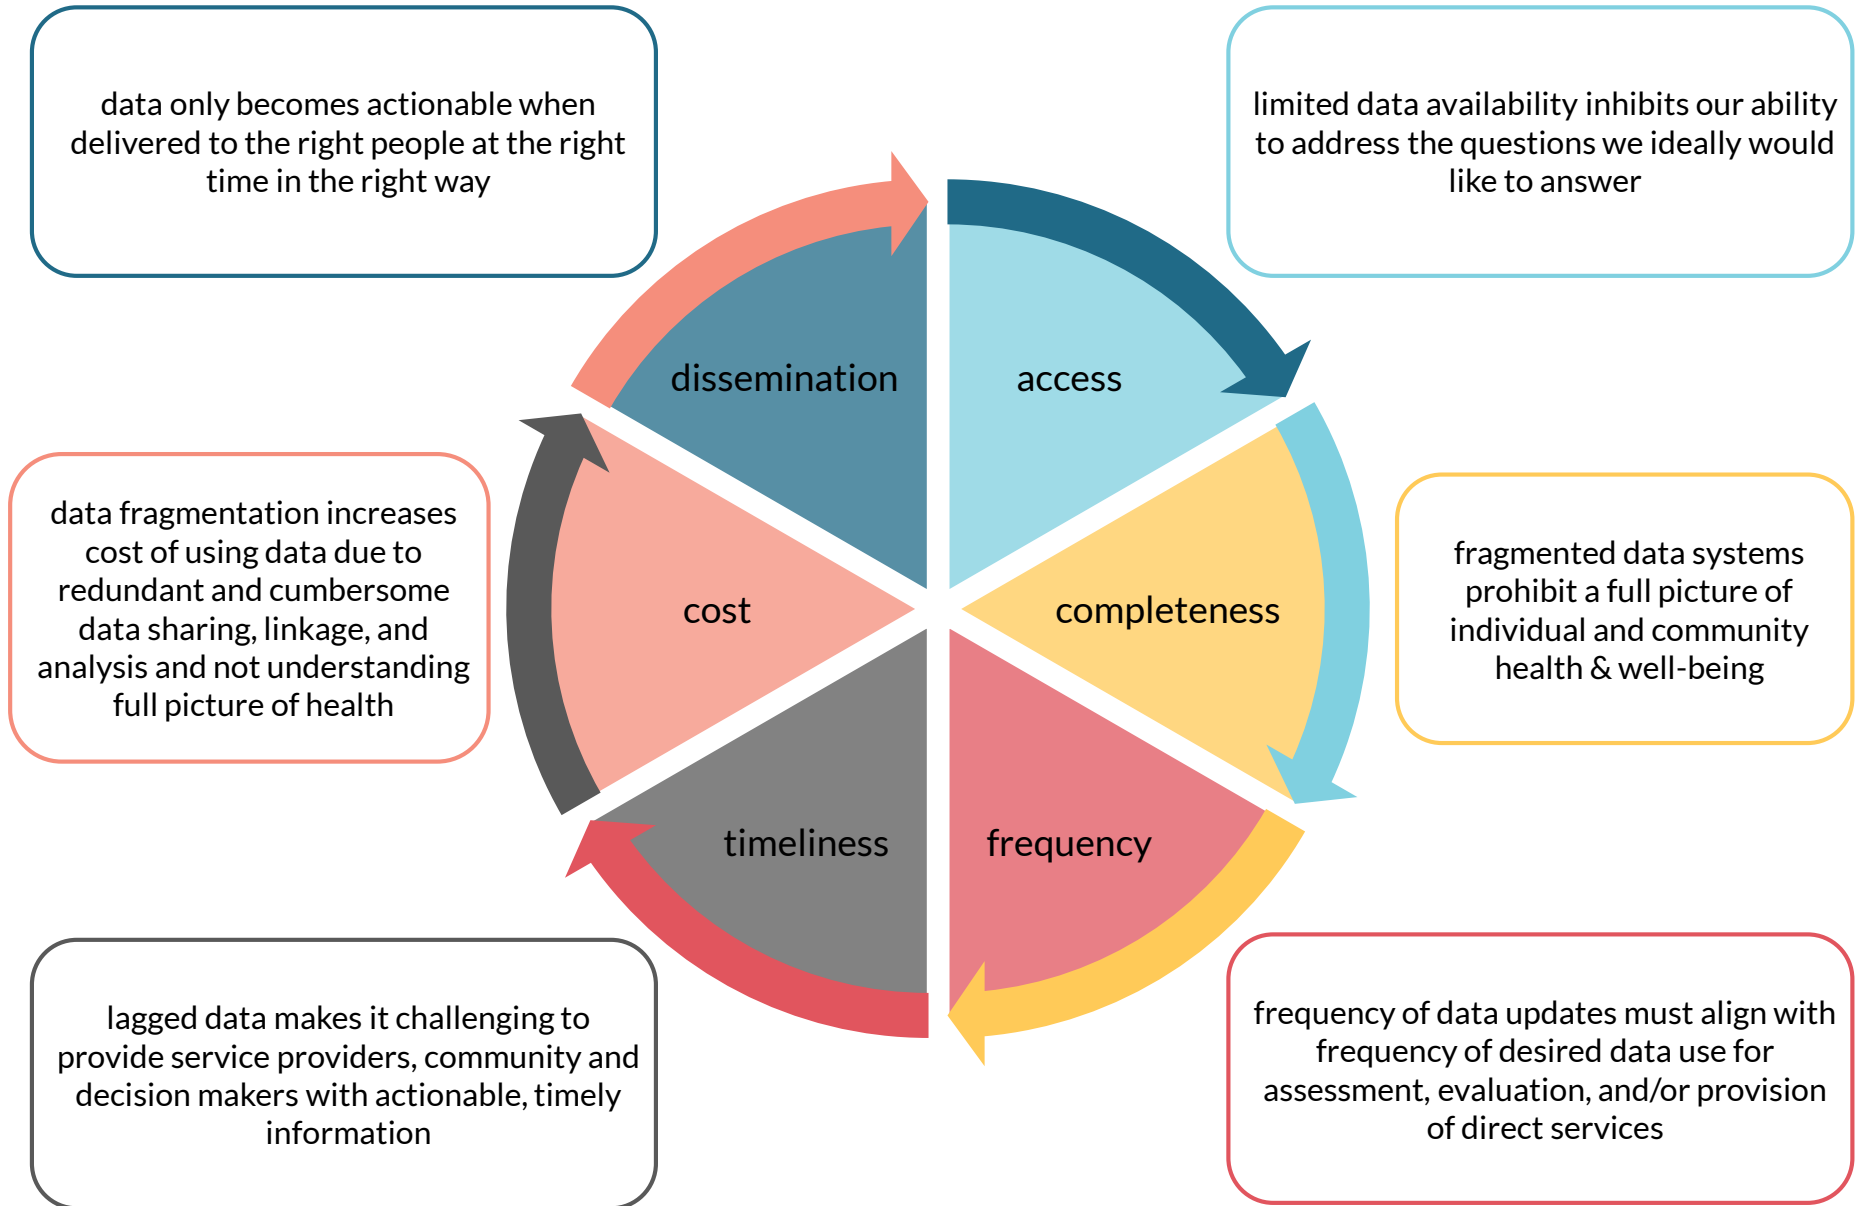 data only becomes actionable when
delivered to the right people at the right
time in the right way
limited data availability inhibits our ability
to address the questions we ideally would
like to answer
dissemination
access
data fragmentation increases
cost of using data due to
redundant and cumbersome
data sharing, linkage, and
analysis and not understanding
full picture of health
cost
completeness
fragmented data systems
prohibit a full picture of
individual and community
health & well-being
timeliness
frequency
lagged data makes it challenging to
provide service providers, community and
decision makers with actionable, timely
information
frequency of data updates must align with
frequency of desired data use for
assessment, evaluation, and/or provision
of direct services